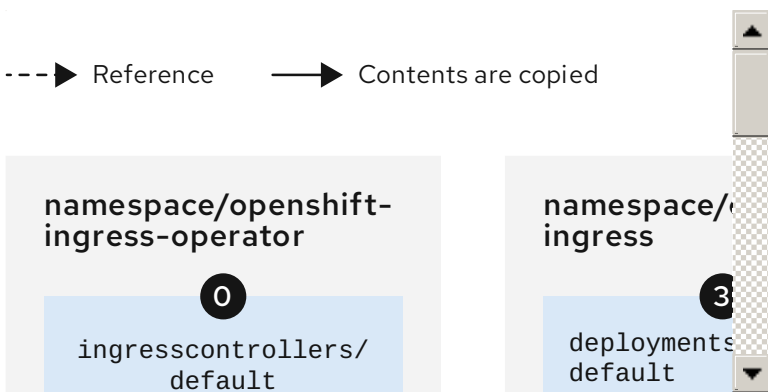 Reference
Contents are copied
namespace/openshift-
ingress-operator
0
ingresscontrollers/
default
namespace/
ingress
3
deployments
default